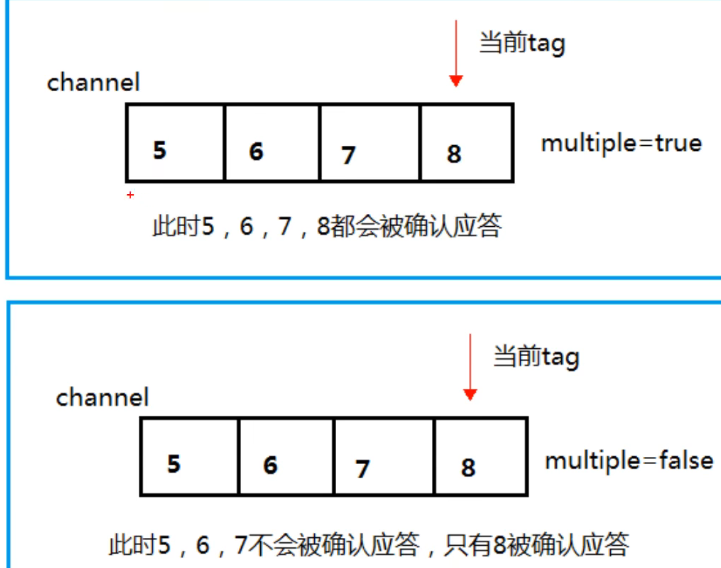 当前tag
channel
5 6 7 8 multiple=true
此时5，6，7，8都会被确认应答
当前tag
channel
5 6 7 8 multiple=false
此时5，6，7不会被确认应答，只有8被确认应答